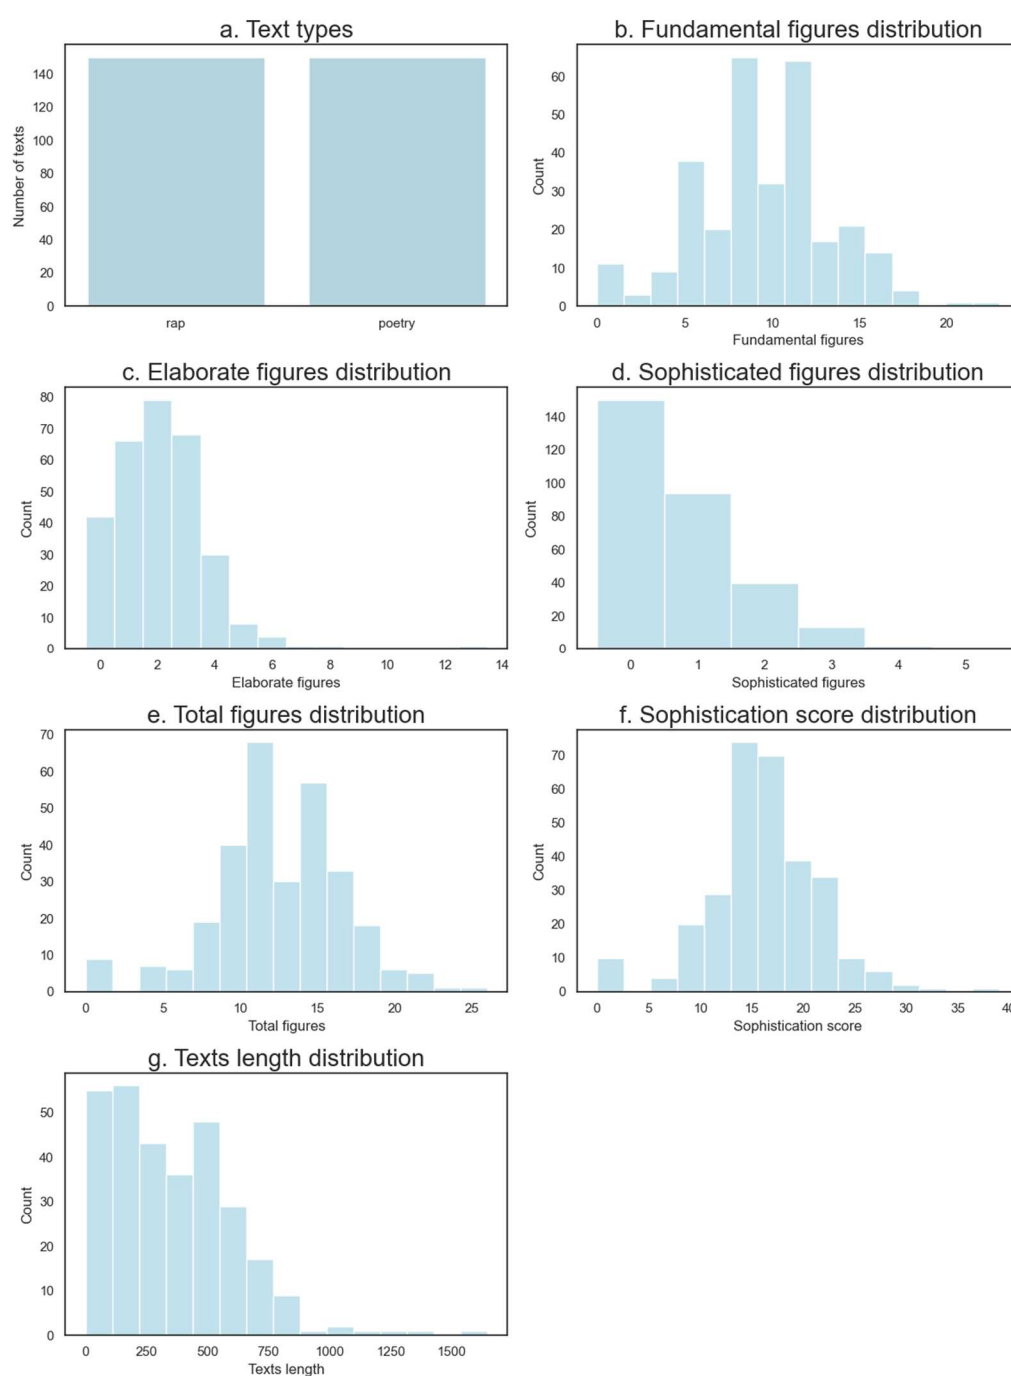 a. Text types
Number of texts
140
120
100
80
60
40
20
0
rap
poetry
b. Fundamental figures distribution
Count
60
50
40
30
20
10
0
0 5 10 15 20
Fundamental figures
c. Elaborate figures distribution
Count
80
70
60
50
40
30
20
10
0
0 2 4 6 8 10 12 14
Elaborate figures
d. Sophisticated figures distribution
Count
140
120
100
80
60
40
20
0
0 1 2 3 4 5
Sophisticated figures
e. Total figures distribution
Count
70
60
50
40
30
20
10
0
0 5 10 15 20 25
Total figures
f. Sophistication score distribution
Count
70
60
50
40
30
20
10
0
0 5 10 15 20 25 30 35 40
Sophistication score
g. Texts length distribution
Count
50
40
30
20
10
0
0 250 500 750 1000 1250 1500
Texts length